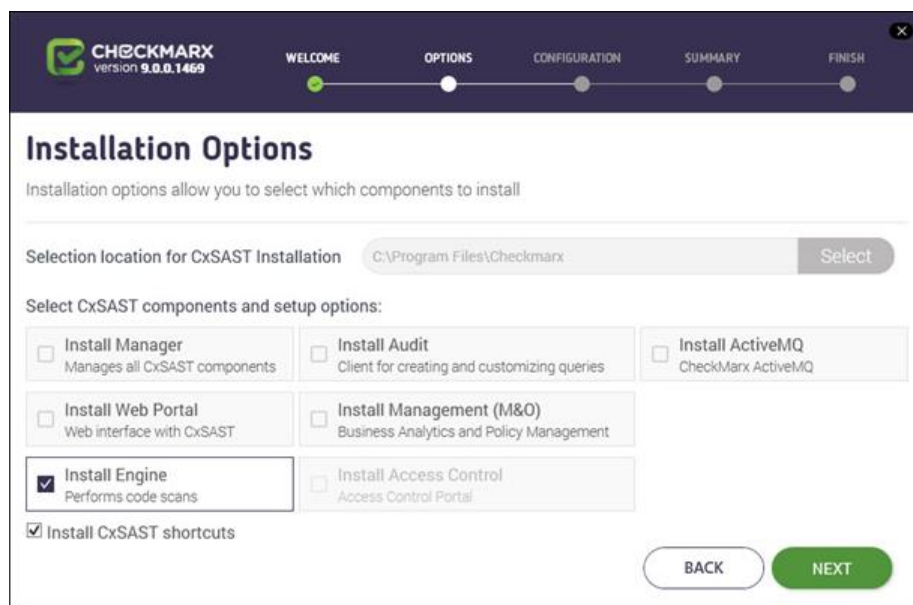 CHECKMARX
version 9.0.0.1469
WELCOME OPTIONS CONFIGURATION SUMMARY FINISH
Installation Options
Installation options allow you to select which components to install
Selection location for CxSAST Installation C:\Program Files\Checkmarx Select
Select CxSAST components and setup options:
Install Manager
Manages all CxSAST components
Install Audit
Client for creating and customizing queries
Install ActiveMQ
CheckMarx ActiveMQ
Install Web Portal
Web interface with CxSAST
Install Management (M&O)
Business Analytics and Policy Management
Install Engine
Performs code scans
Install Access Control
Access Control Portal
Install CxSAST shortcuts
BACK NEXT